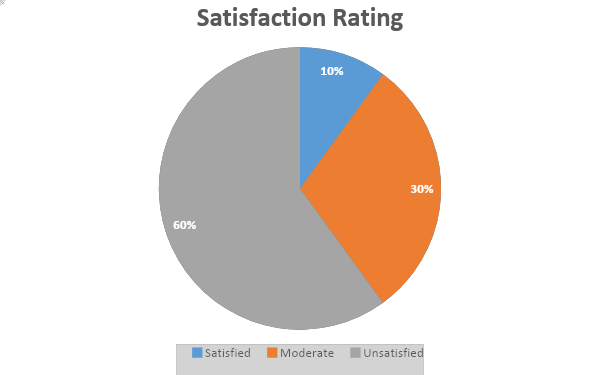 Satisfaction Rating
10%
30%
60%
Satisfied Moderate Unsatisfied